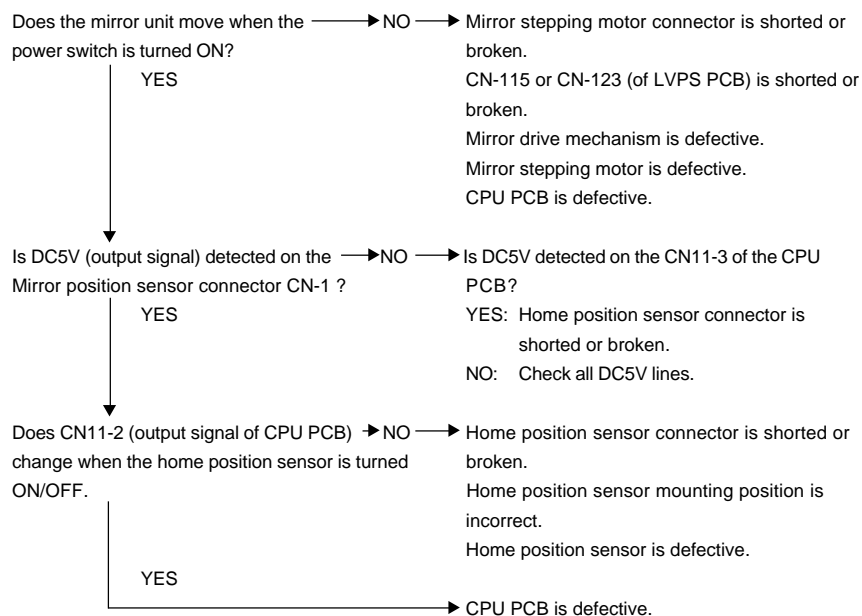 Does the mirror unit move when the
power switch is turned ON?
NO
Mirror stepping motor connector is shorted or
broken.
CN-115 or CN-123 (of LVPS PCB) is shorted or
broken.
Mirror drive mechanism is defective.
Mirror stepping motor is defective.
CPU PCB is defective.
YES
Is DC5V (output signal) detected on the
Mirror position sensor connector CN-1 ?
NO
Is DC5V detected on the CN11-3 of the CPU
PCB?
YES: Home position sensor connector is
shorted or broken.
NO: Check all DC5V lines.
YES
Does CN11-2 (output signal of CPU PCB)
change when the home position sensor is turned
ON/OFF.
NO
Home position sensor connector is shorted or
broken.
Home position sensor mounting position is
incorrect.
Home position sensor is defective.
YES
CPU PCB is defective.